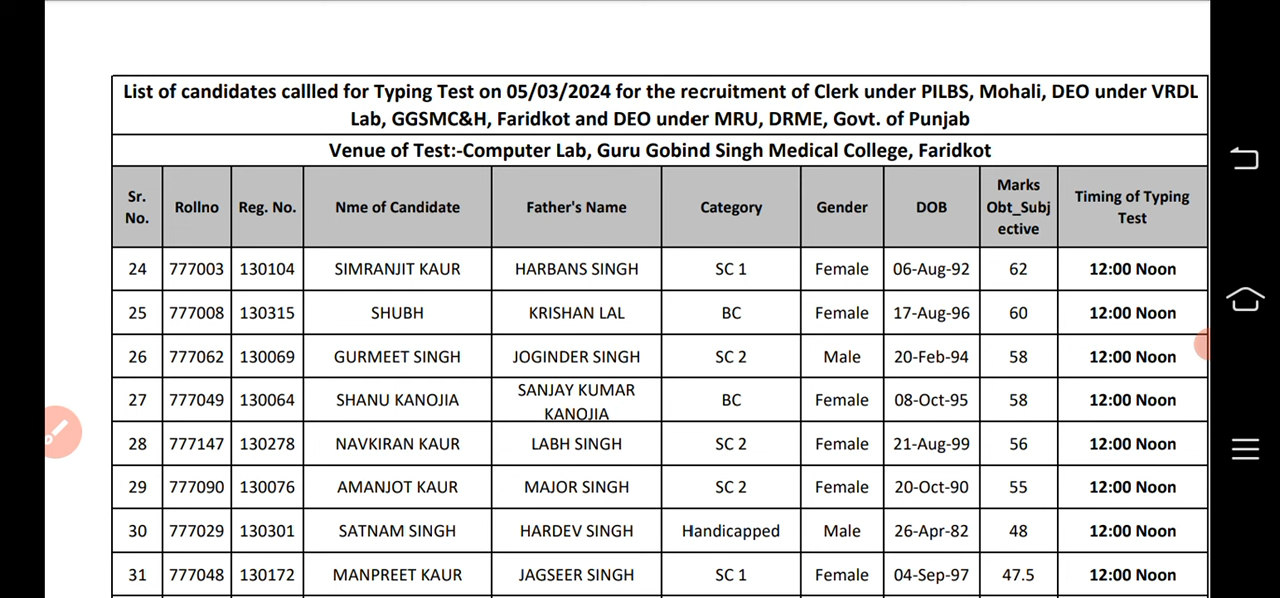 List of candidates callled for Typing Test on 05/03/2024 for the recruitment of Clerk under PILBS, Mohali, DEO under VRDL
Lab, GGSMC&H, Faridkot and DEO under MRU, DRME, Govt. of Punjab
Venue of Test:-Computer Lab, Guru Gobind Singh Medical College, Faridkot
Sr. No. Rollno Reg. No. Nme of Candidate Father's Name Category Gender DOB Marks Obt_Subjective Timing of Typing Test
24 777003 130104 SIMRANJIT KAUR HARBANS SINGH SC 1 Female 06-Aug-92 62 12:00 Noon
25 777008 130315 SHUBH KRISHAN LAL BC Female 17-Aug-96 60 12:00 Noon
26 777062 130069 GURMEET SINGH JOGINDER SINGH SC 2 Male 20-Feb-94 58 12:00 Noon
27 777049 130064 SHANU KANOJIA SANJAY KUMAR KANOJIA BC Female 08-Oct-95 58 12:00 Noon
28 777147 130278 NAVKIRAN KAUR LABH SINGH SC 2 Female 21-Aug-99 56 12:00 Noon
29 777090 130076 AMANJOT KAUR MAJOR SINGH SC 2 Female 20-Oct-90 55 12:00 Noon
30 777029 130301 SATNAM SINGH HARDEV SINGH Handicapped Male 26-Apr-82 48 12:00 Noon
31 777048 130172 MANPREET KAUR JAGSEER SINGH SC 1 Female 04-Sep-97 47.5 12:00 Noon